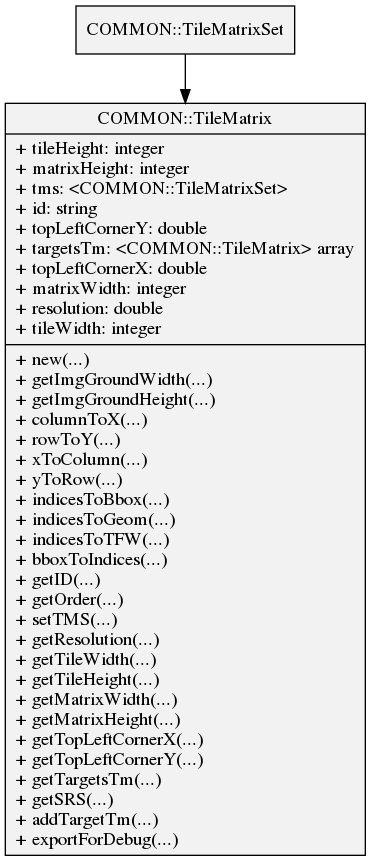 COMMON::TileMatrixSet
COMMON::TileMatrix
+ tileHeight: integer
+ matrixHeight: integer
+ tms: <COMMON::TileMatrixSet>
+ id: string
+ topLeftCornerY: double
+ targetsTm: <COMMON::TileMatrix> array
+ topLeftCornerX: double
+ matrixWidth: integer
+ resolution: double
+ tileWidth: integer
+ new(...)
+ getImgGroundWidth(...)
+ getImgGroundHeight(...)
+ columnToX(...)
+ rowToY(...)
+ xToColumn(...)
+ yToRow(...)
+ indicesToBbox(...)
+ indicesToGeom(...)
+ indicesToTFW(...)
+ bboxToIndices(...)
+ getID(...)
+ getOrder(...)
+ setTMS(...)
+ getResolution(...)
+ getTileWidth(...)
+ getTileHeight(...)
+ getMatrixWidth(...)
+ getMatrixHeight(...)
+ getTopLeftCornerX(...)
+ getTopLeftCornerY(...)
+ getTargetsTm(...)
+ getSRS(...)
+ addTargetTm(...)
+ exportForDebug(...)